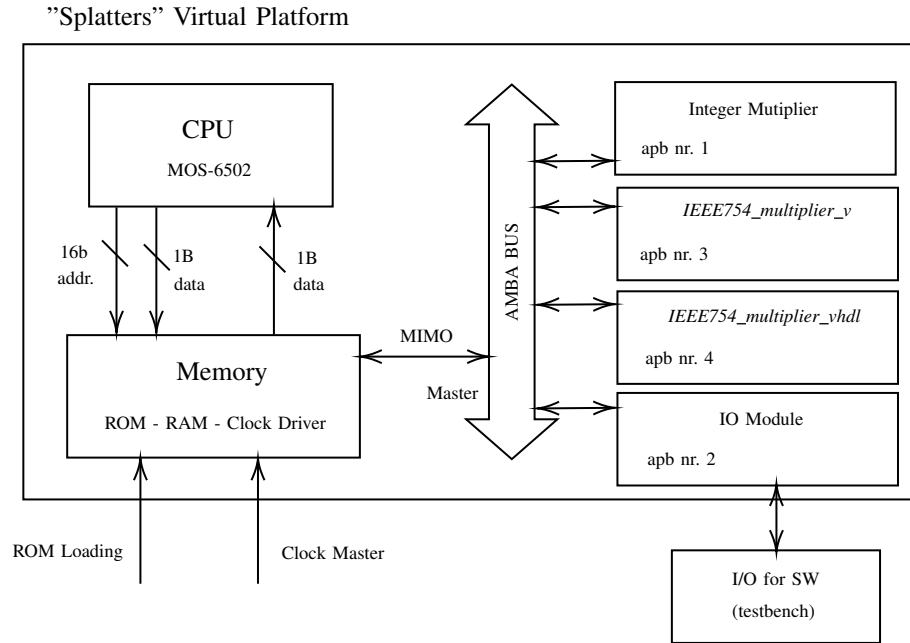 ”Splatters” Virtual Platform
CPU
MOS-6502
16b
addr.
1B
data
1B
data
Memory
ROM - RAM - Clock Driver
ROM Loading
Clock Master
MIMO
Master
AMBA BUS
Integer Mutiplier
apb nr. 1
IEEE754_multiplier_v
apb nr. 3
IEEE754_multiplier_vhdl
apb nr. 4
IO Module
apb nr. 2
I/O for SW
(testbench)